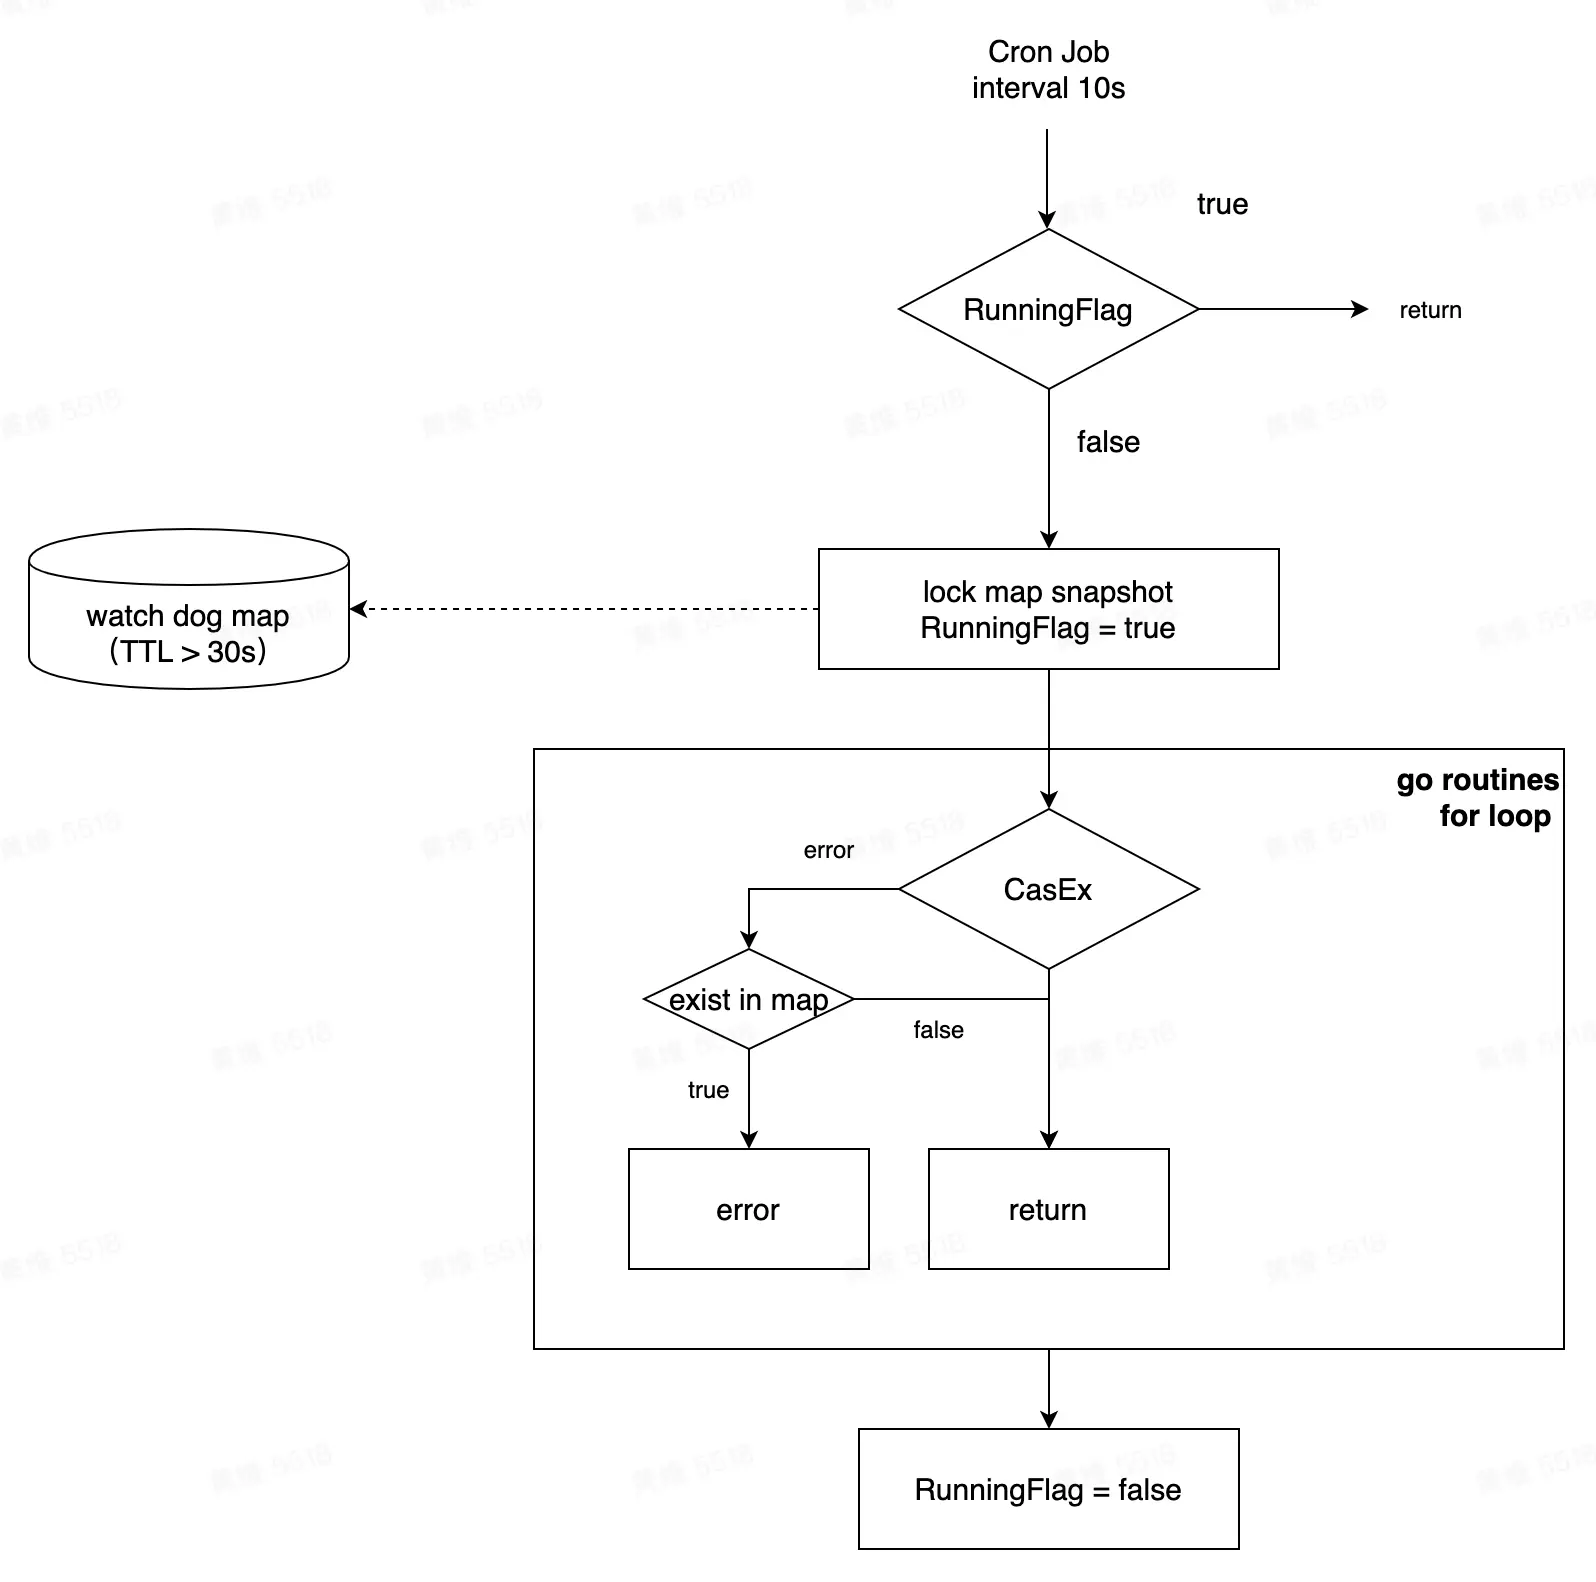 Cron Job
interval 10s
true
RunningFlag
return
false
lock map snapshot
RunningFlag = true
watch dog map
（TTL > 30s）
go routines
for loop
error
CasEx
exist in map
false
true
error
return
RunningFlag = false